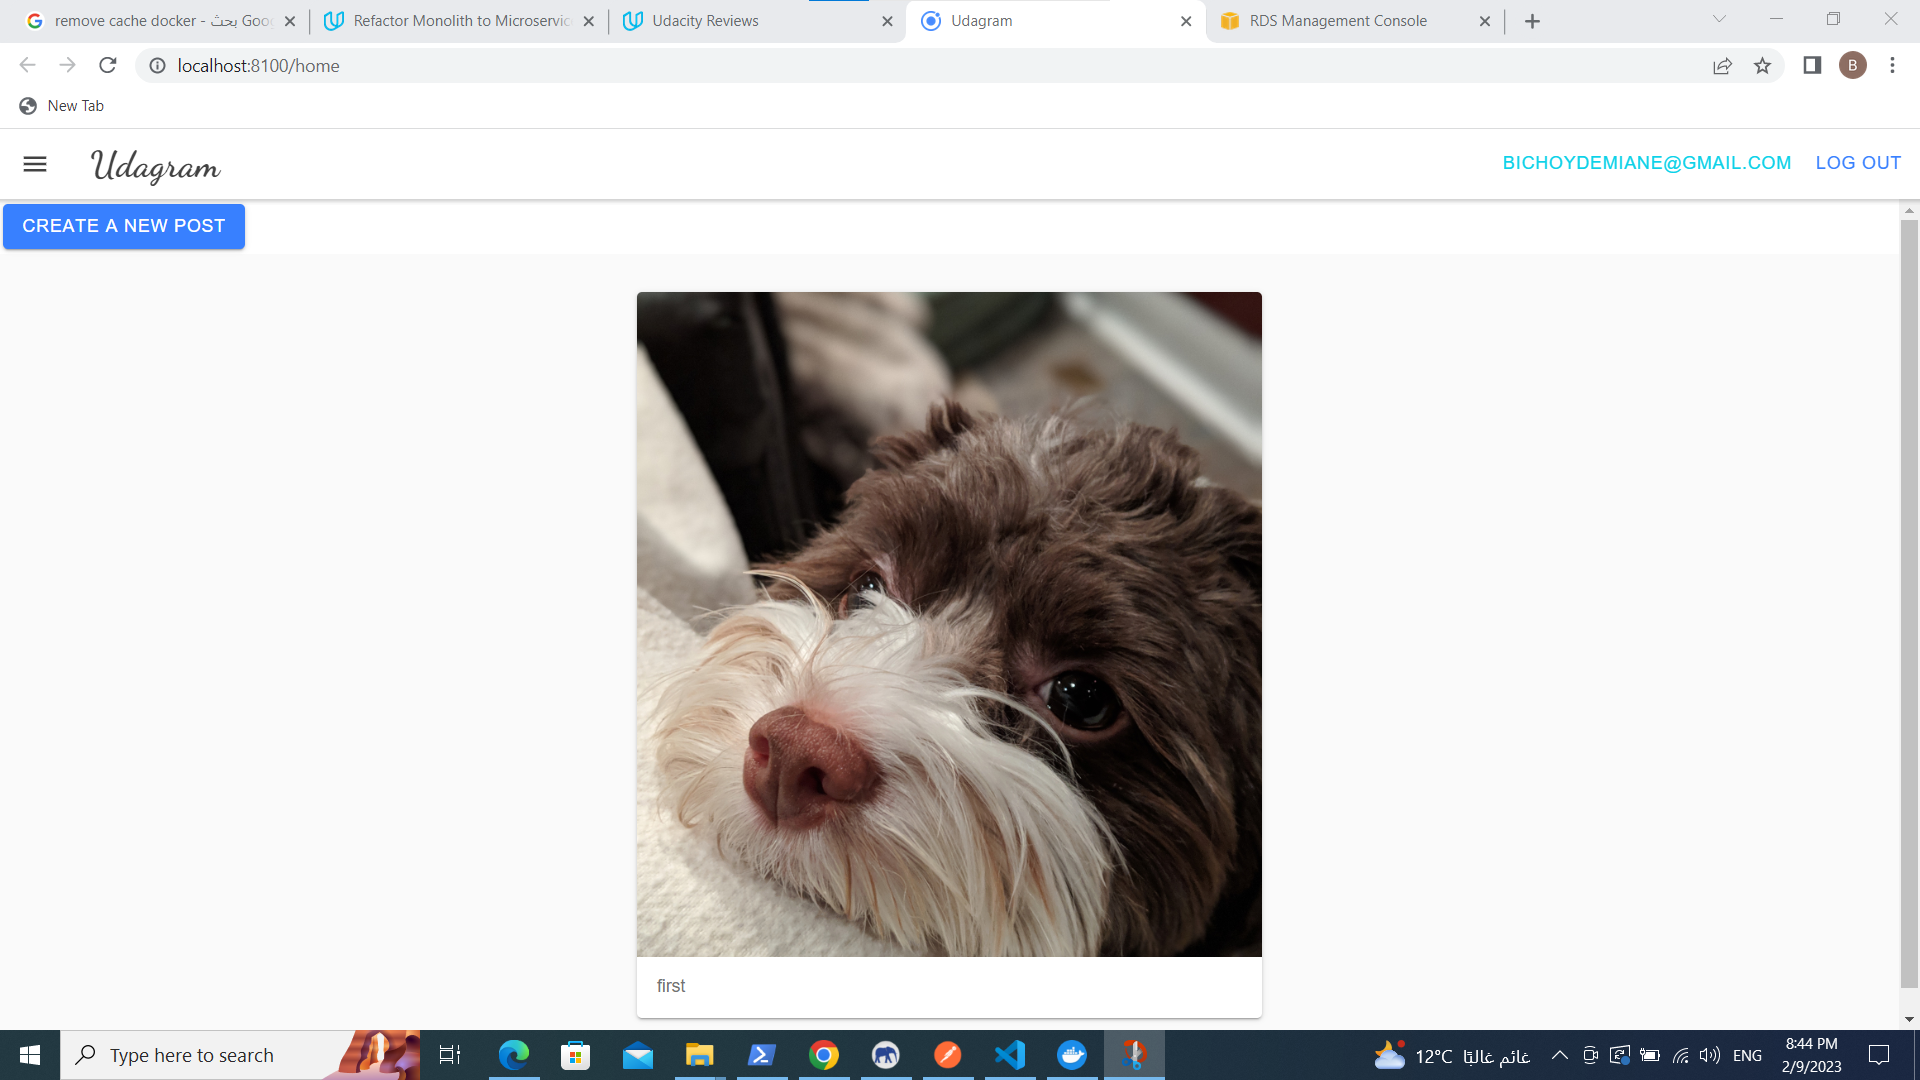 remove cache docker - بحث Goog
Refactor Monolith to Microservic
Udacity Reviews
Udagram
RDS Management Console
localhost:8100/home
B
New Tab
Udagram
BICHOYDEMIANE@GMAIL.COM
LOG OUT
CREATE A NEW POST
first
Type here to search
12°C غائم غالبًا
ENG
8:44 PM
2/9/2023